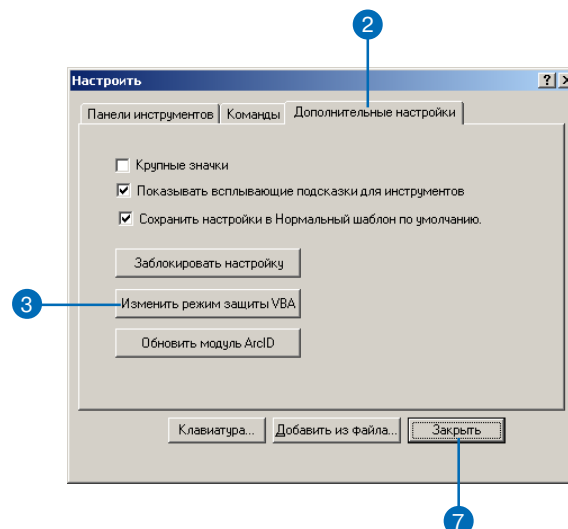 2
Настроить
Панели инструментов Команды Дополнительные настройки
Крупные значки
Показывать всплывающие подсказки для инструментов
Сохранить настройки в Нормальный шаблон по умолчанию.
Заблокировать настройку
3
Изменить режим защиты VBA
Обновить модуль ArcID
Клавиатура... Добавить из файла... Закрыть
7